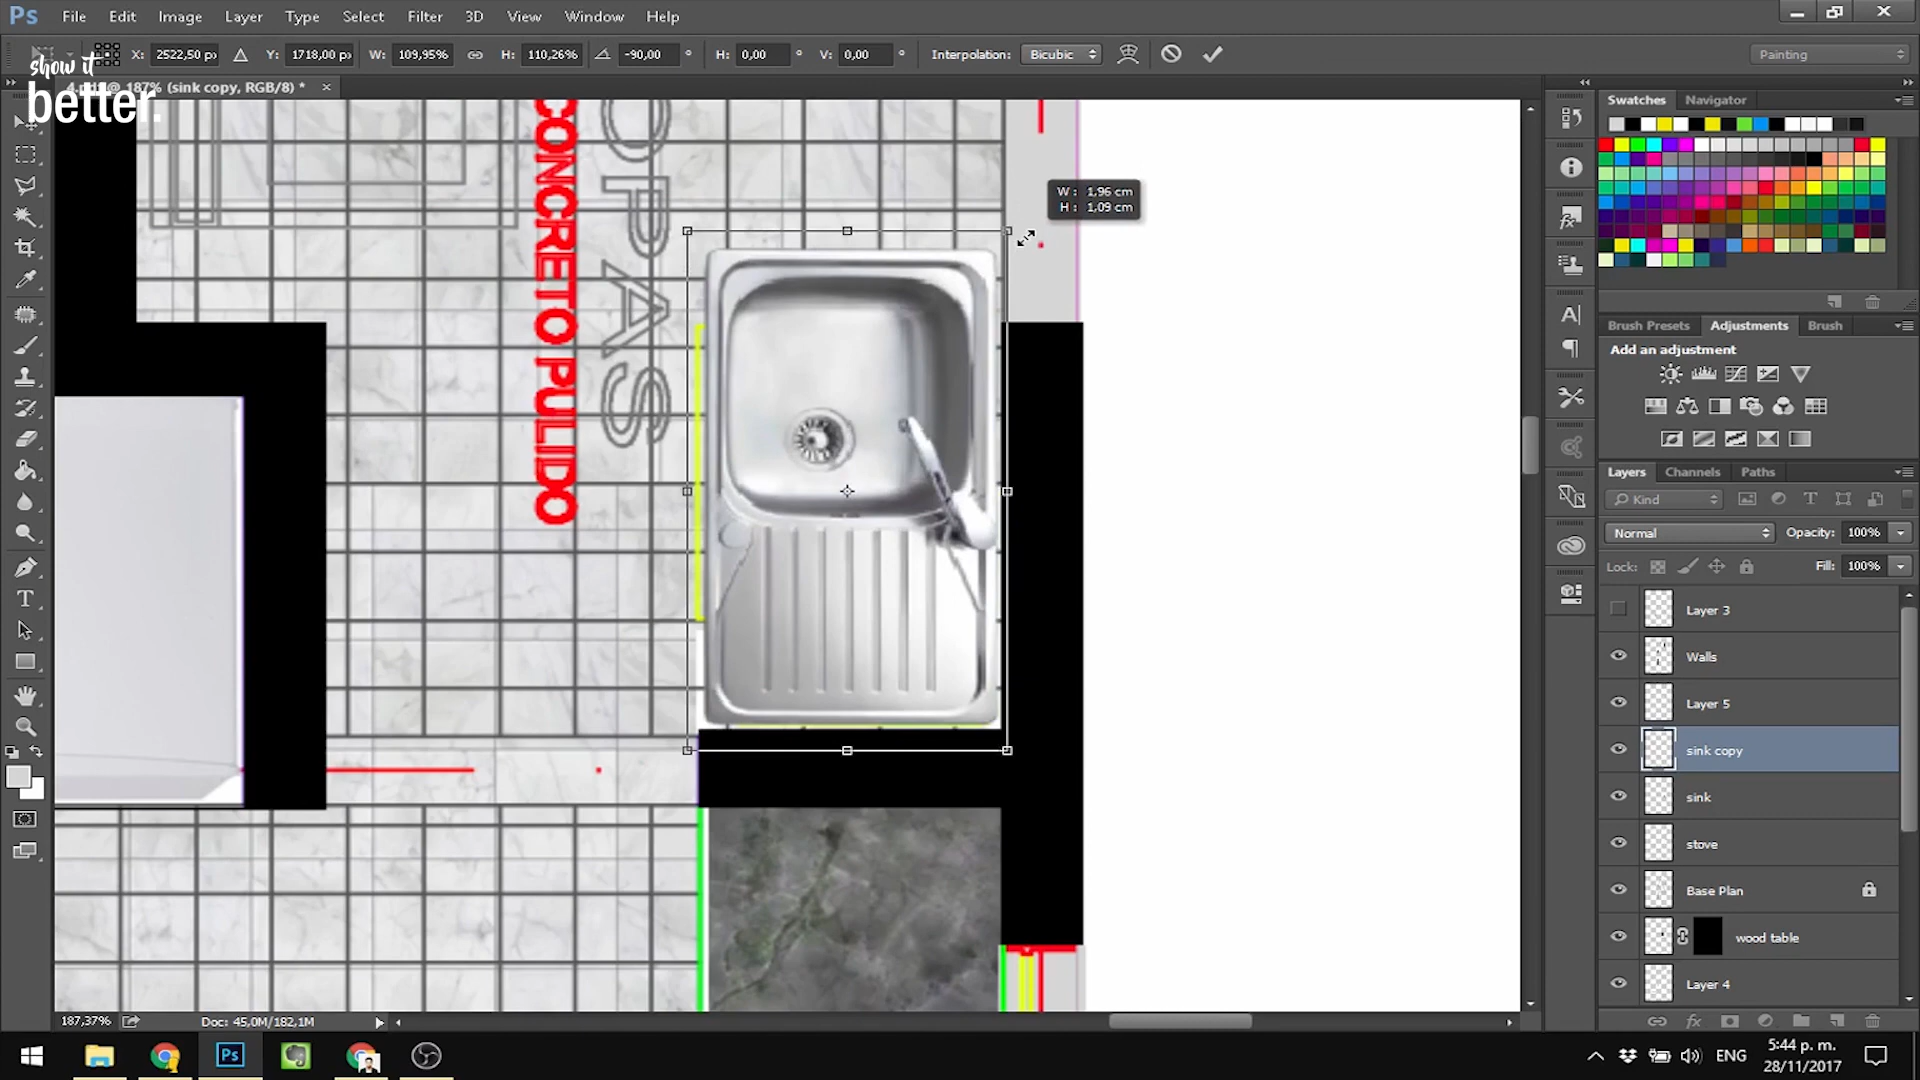 Ps File Edit Image Layer Type Select Filter 3D View Window Help
X: 2522,50 px Y: 1718,00 px W: 109,95% H: 110,26% -90,00 ° H: 0,00 ° V: 0,00 ° Interpolation: Bicubic Painting
show it
better.
@ 187% (sink copy, RGB/8) * ×
CONCRETO PULIDO
OPAS
W: 1,96 cm
H: 1,09 cm
Swatches Navigator
Brush Presets Adjustments Brush
Add an adjustment
Layers Channels Paths
Kind
Normal Opacity: 100%
Lock: Fill: 100%
Layer 3
Walls
Layer 5
sink copy
sink
stove
Base Plan
wood table
Layer 4
187,37% Doc: 45,0M/182,1M
Ps
ENG
5:44 p. m.
28/11/2017